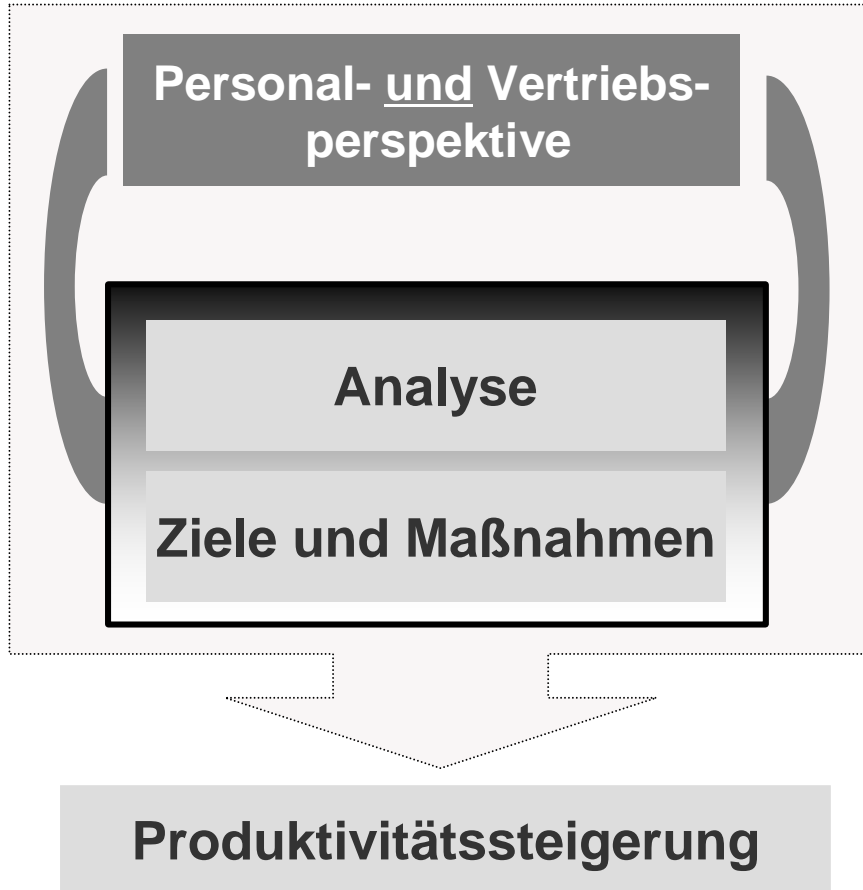 Personal- und Vertriebs-
perspektive
Analyse
Ziele und Maßnahmen
Produktivitätssteigerung